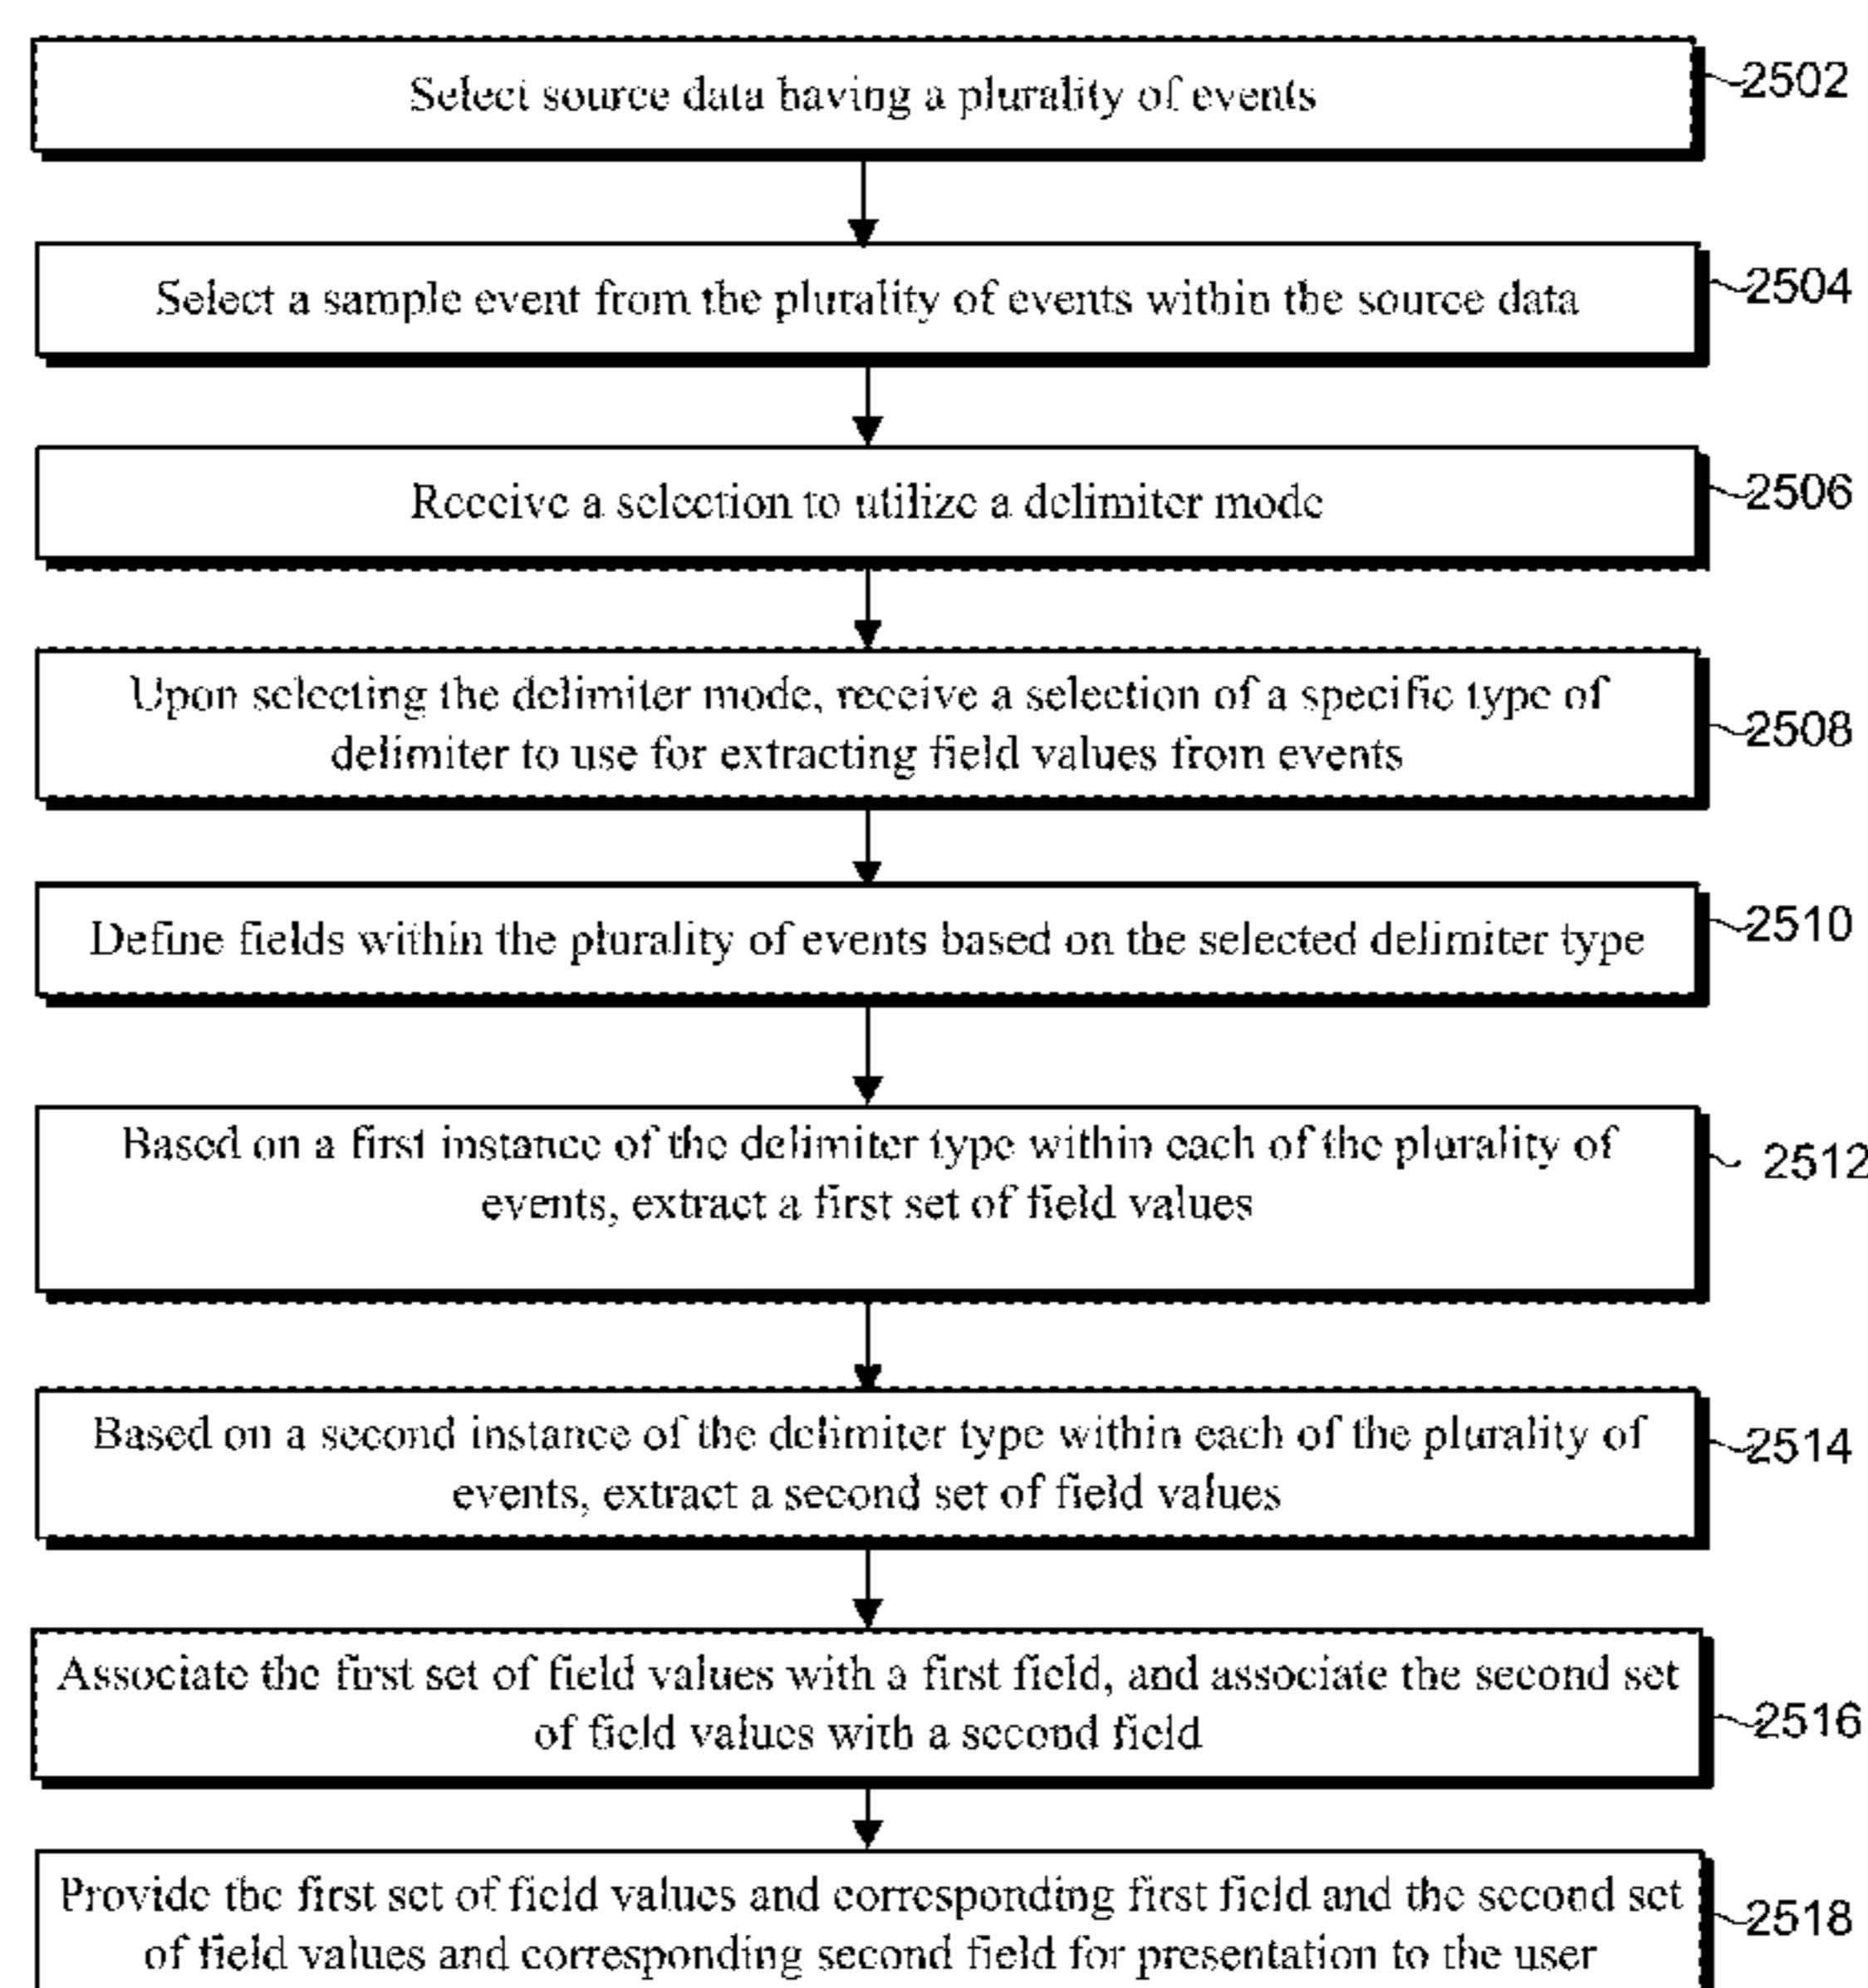 Select source data having a plurality of events
2502
Select a sample event from the plurality of events within the source data
2504
Receive a selection to utilize a delimiter mode
2506
Upon selecting the delimiter mode, receive a selection of a specific type of
delimiter to use for extracting field values from events
2508
Define fields within the plurality of events based on the selected delimiter type
2510
Based on a first instance of the delimiter type within each of the plurality of
events, extract a first set of field values
2512
Based on a second instance of the delimiter type within each of the plurality of
events, extract a second set of field values
2514
Associate the first set of field values with a first field, and associate the second set
of field values with a second field
2516
Provide the first set of field values and corresponding first field and the second set
of field values and corresponding second field for presentation to the user
2518